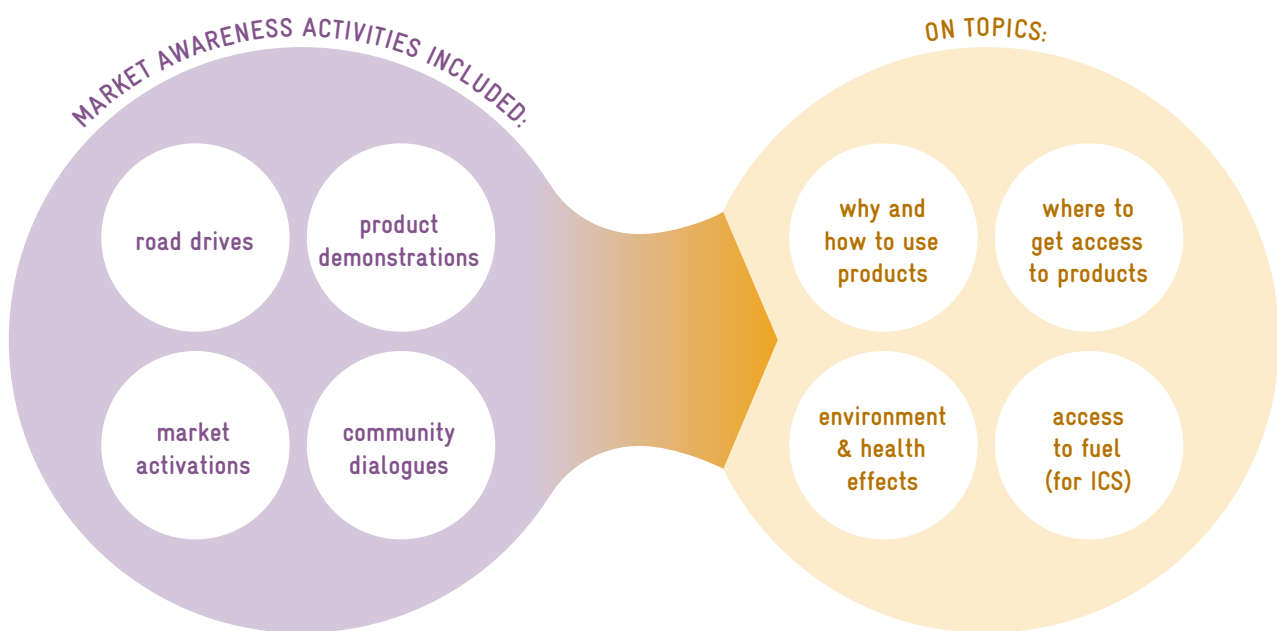 MARKET AWARENESS ACTIVITIES INCLUDED:
road drives
product
demonstrations
market
activations
community
dialogues
ON TOPICS:
why and
how to use
products
where to
get access
to products
environment
& health
effects
access
to fuel
(for ICS)